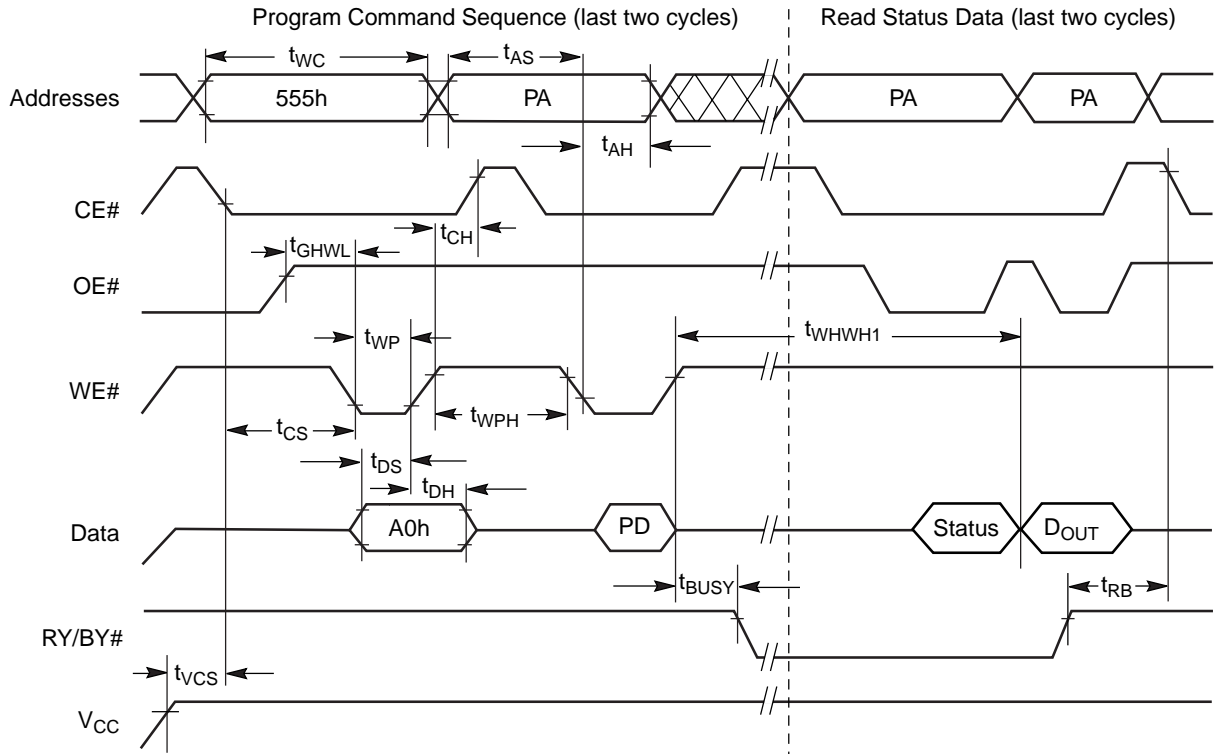 Program Command Sequence (last two cycles) Read Status Data (last two cycles)
tWC tAS
Addresses 555h PA PA PA
tAH
CE#
tCH
tGHWL
OE#
tWP tWHWH1
WE#
tWPH
tCS
tDS
tDH
Data A0h PD Status DOUT
tBUSY tRB
RY/BY#
tVCS
VCC